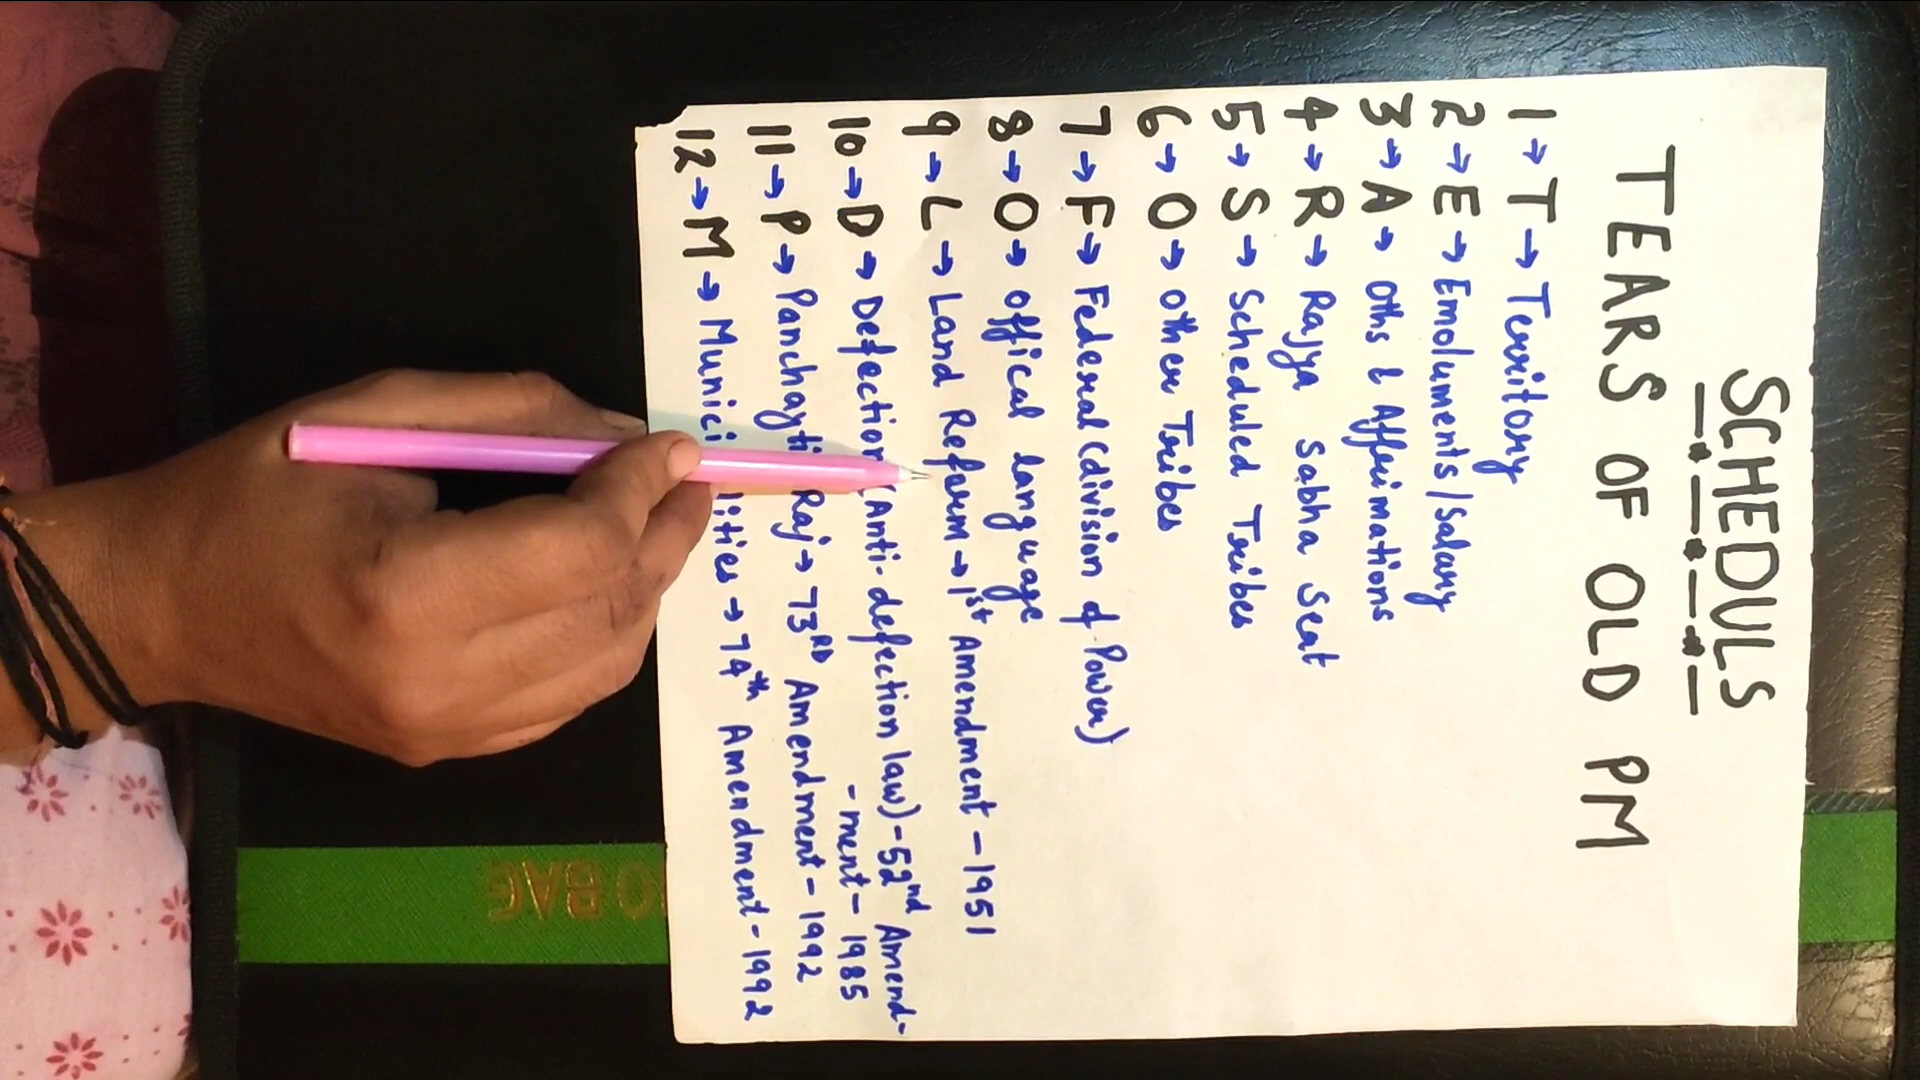 SCHEDULS
TEARS OF OLD PM
1→ T → Territory
2→ E → Emoluments/Salary
3→ A → Oths & Affirmations
4→ R → Rajya Sabha Seat
5→ S → Scheduled Tribes
6→ O → Other Tribes
7→ F → Federal (division of Power)
8→ O → Offical language
9→ L → Land Reform → 1st Amendment - 1951
10→ D → Defection (Anti-defection law) - 52nd Amend-
-ment - 1985
11→ P → Panchayti Raj → 73RD Amendment - 1992
12→ M → Municilities → 74th Amendment - 1992
O BAG